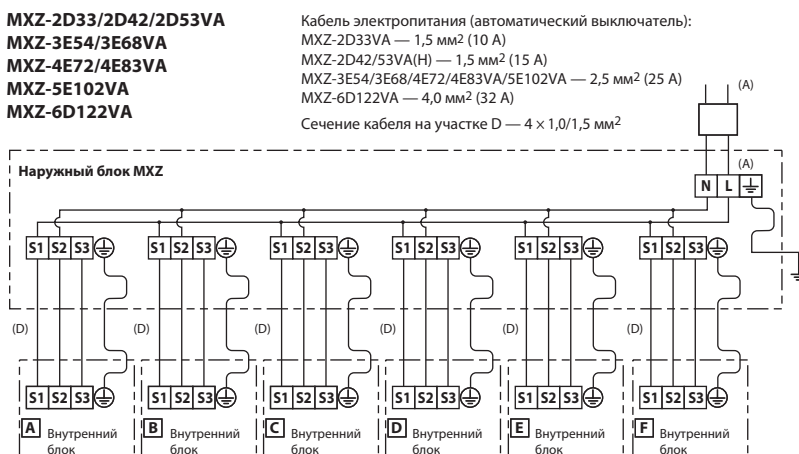 MXZ-2D33/2D42/2D53VA
MXZ-3E54/3E68VA
MXZ-4E72/4E83VA
MXZ-5E102VA
MXZ-6D122VA
Кабель электропитания (автоматический выключатель):
MXZ-2D33VA — 1,5 мм² (10 A)
MXZ-2D42/53VA(H) — 1,5 мм² (15 A)
MXZ-3E54/3E68/4E72/4E83VA/5E102VA — 2,5 мм² (25 A)
MXZ-6D122VA — 4,0 мм² (32 A)
Сечение кабеля на участке D — 4 × 1,0/1,5 мм²
(A)
Наружный блок MXZ
(A)
N L
S1 S2 S3 S1 S2 S3 S1 S2 S3 S1 S2 S3 S1 S2 S3 S1 S2 S3
(D) (D) (D) (D) (D) (D)
S1 S2 S3 S1 S2 S3 S1 S2 S3 S1 S2 S3 S1 S2 S3 S1 S2 S3
A Внутренний блок
B Внутренний блок
C Внутренний блок
D Внутренний блок
E Внутренний блок
F Внутренний блок